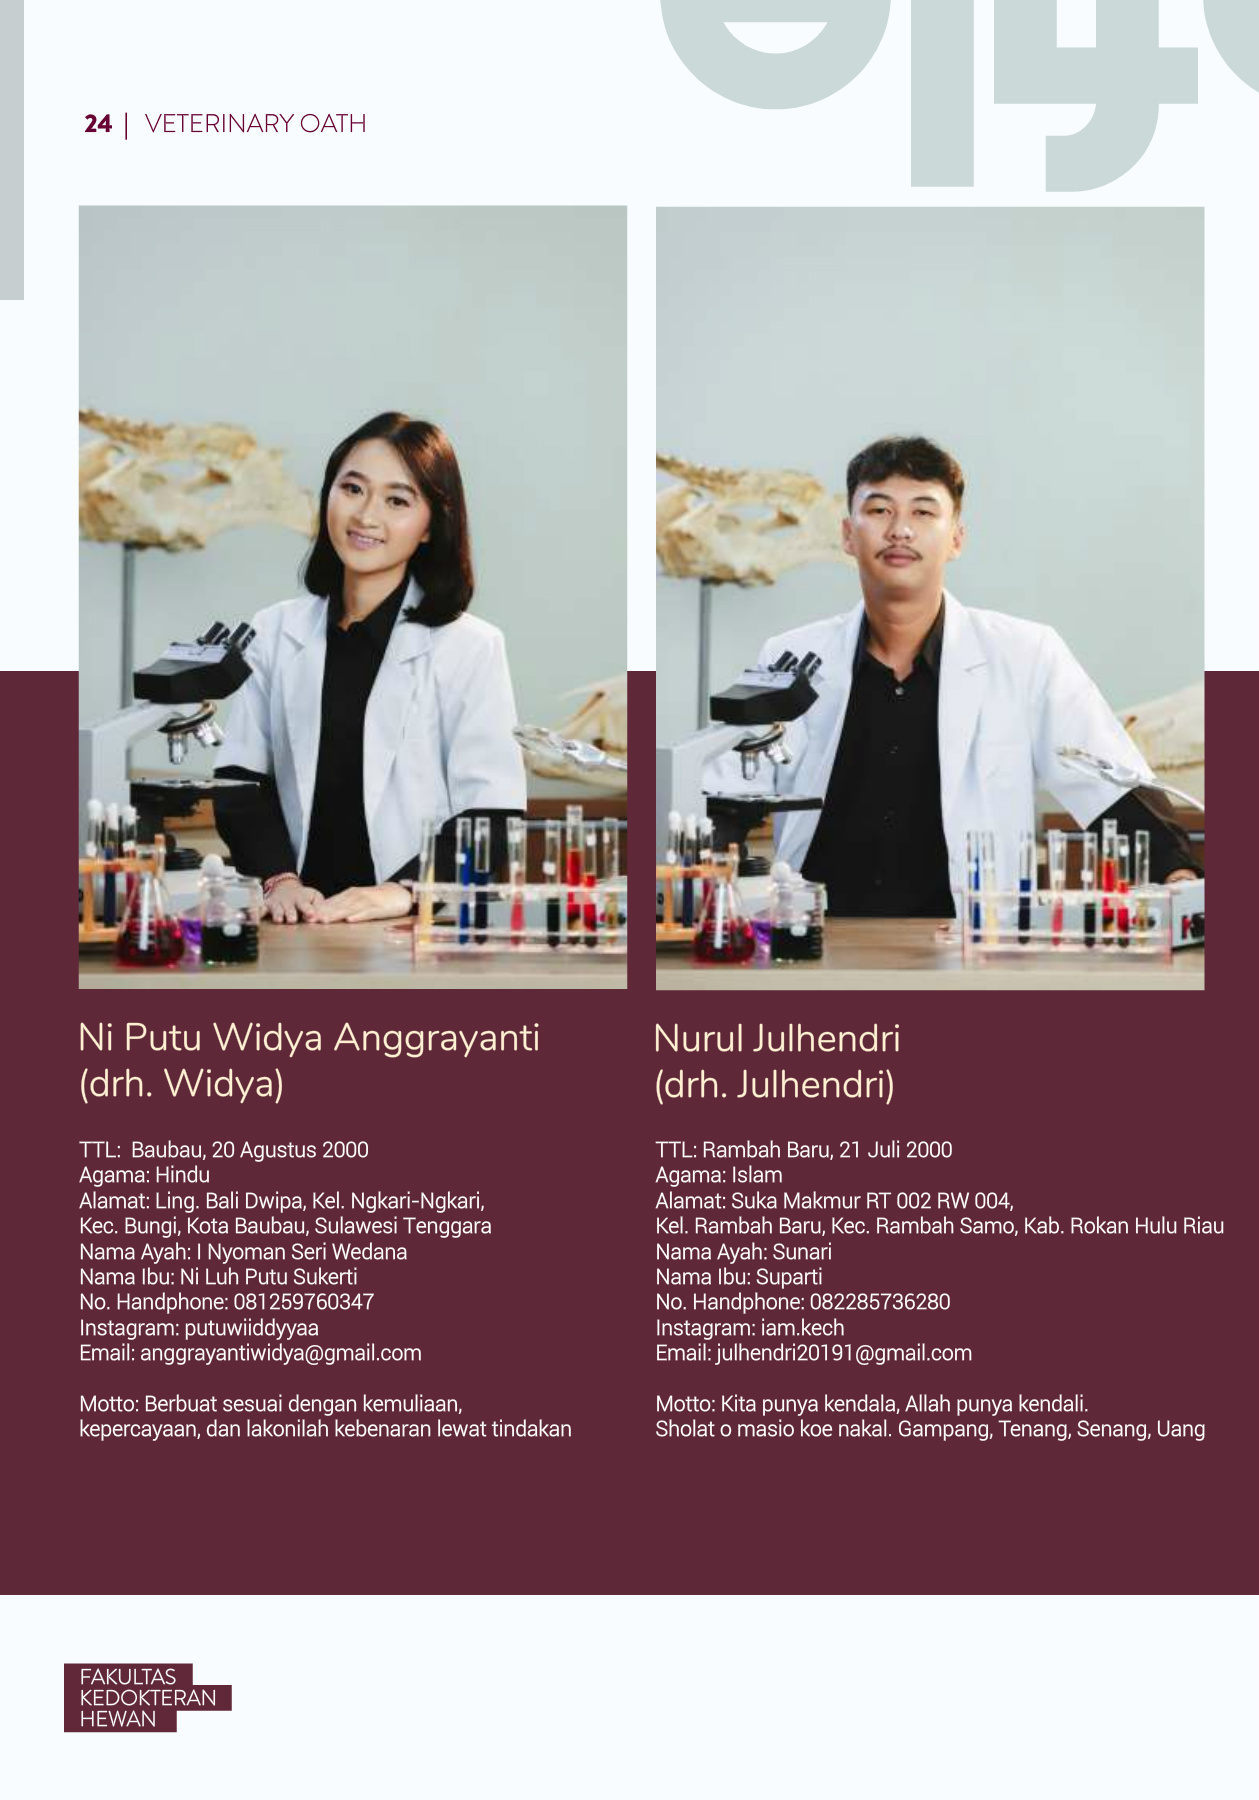 24 | VETERINARY OATH
Ni Putu Widya Anggrayanti
(drh. Widya)
TTL:  Baubau, 20 Agustus 2000
Agama: Hindu
Alamat: Ling. Bali Dwipa, Kel. Ngkari-Ngkari,
Kec. Bungi, Kota Baubau, Sulawesi Tenggara
Nama Ayah: I Nyoman Seri Wedana
Nama Ibu: Ni Luh Putu Sukerti
No. Handphone: 081259760347
Instagram: putuwiiddyyaa
Email: anggrayantiwidya@gmail.com
Motto: Berbuat sesuai dengan kemuliaan,
kepercayaan, dan lakonilah kebenaran lewat tindakan
Nurul Julhendri
(drh. Julhendri)
TTL: Rambah Baru, 21 Juli 2000
Agama: Islam
Alamat: Suka Makmur RT 002 RW 004,
Kel. Rambah Baru, Kec. Rambah Samo, Kab. Rokan Hulu Riau
Nama Ayah: Sunari
Nama Ibu: Suparti
No. Handphone: 082285736280
Instagram: iam.kech
Email: julhendri20191@gmail.com
Motto: Kita punya kendala, Allah punya kendali.
Sholat o masio koe nakal. Gampang, Tenang, Senang, Uang
FAKULTAS
KEDOKTERAN
HEWAN